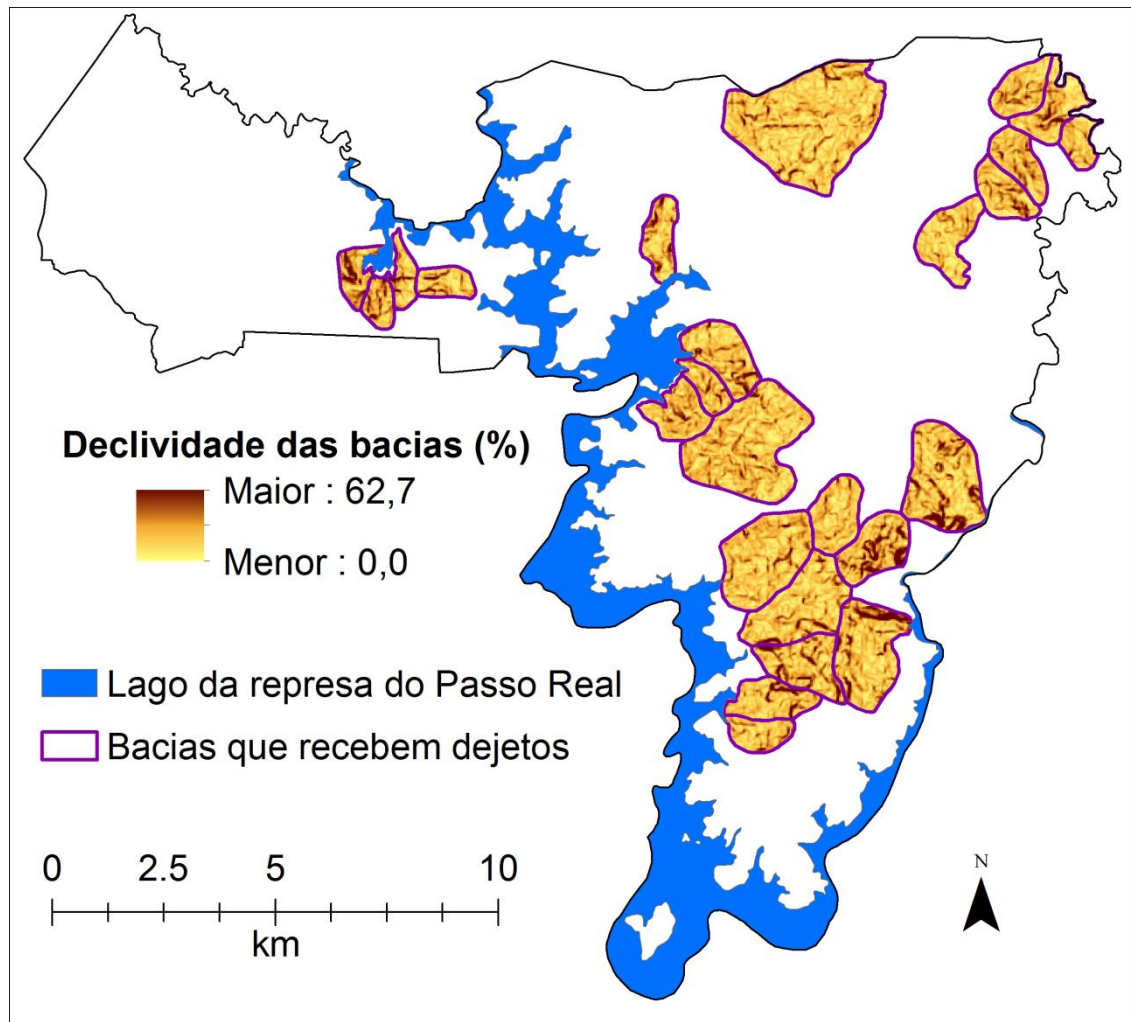 Declividade das bacias (%)
Maior : 62,7
Menor : 0,0
Lago da represa do Passo Real
Bacias que recebem dejetos
0 2.5 5 10
km
N